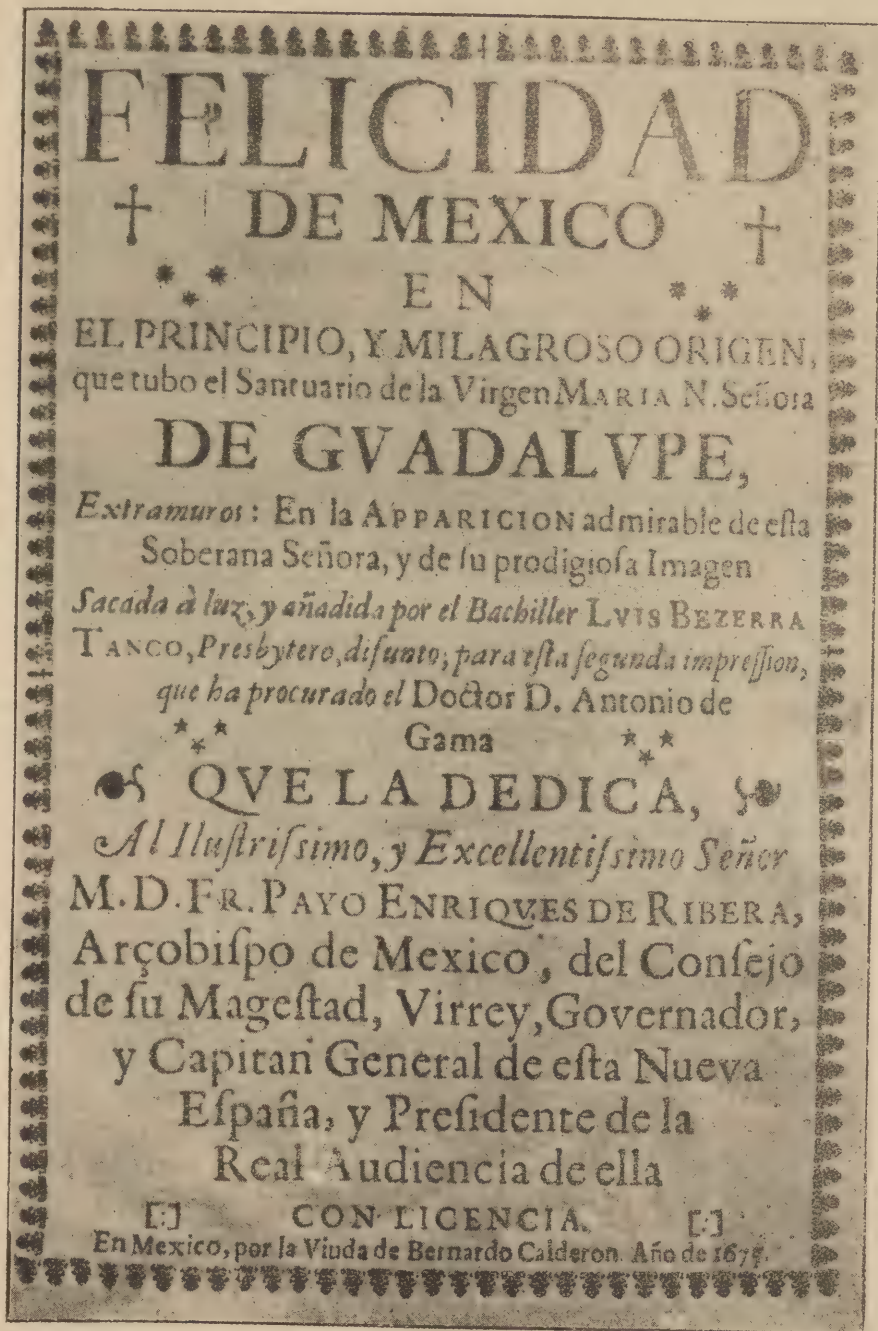 FELICIDAD
DE MEXICO
EN
EL PRINCIPIO, Y MILAGROSO ORIGEN,
que tubo el Santuario de la Virgen MARIA N. Señora
DE GVADALVPE,
Extramuros: En la APPARICION admirable de eſta
Soberana Señora, y de ſu prodigioſa Imagen
Sacada à luz, y añadida por el Bachiller LVIS BEZERRA
TANCO, Presbytero, difunto; para eſta ſegunda impreſſion,
que ha procurado el Doctor D. Antonio de
Gama
QVE LA DEDICA,
Al Iluſtriſsimo, y Excellentiſsimo Señor
M.D.FR. PAYO ENRIQVES DE RIBERA,
Arçobiſpo de Mexico, del Conſejo
de ſu Mageſtad, Virrey, Governador,
y Capitan General de eſta Nueva
Eſpaña, y Preſidente de la
Real Audiencia de ella
CON LICENCIA.
En Mexico, por la Viuda de Bernardo Calderon. Año de 1675.